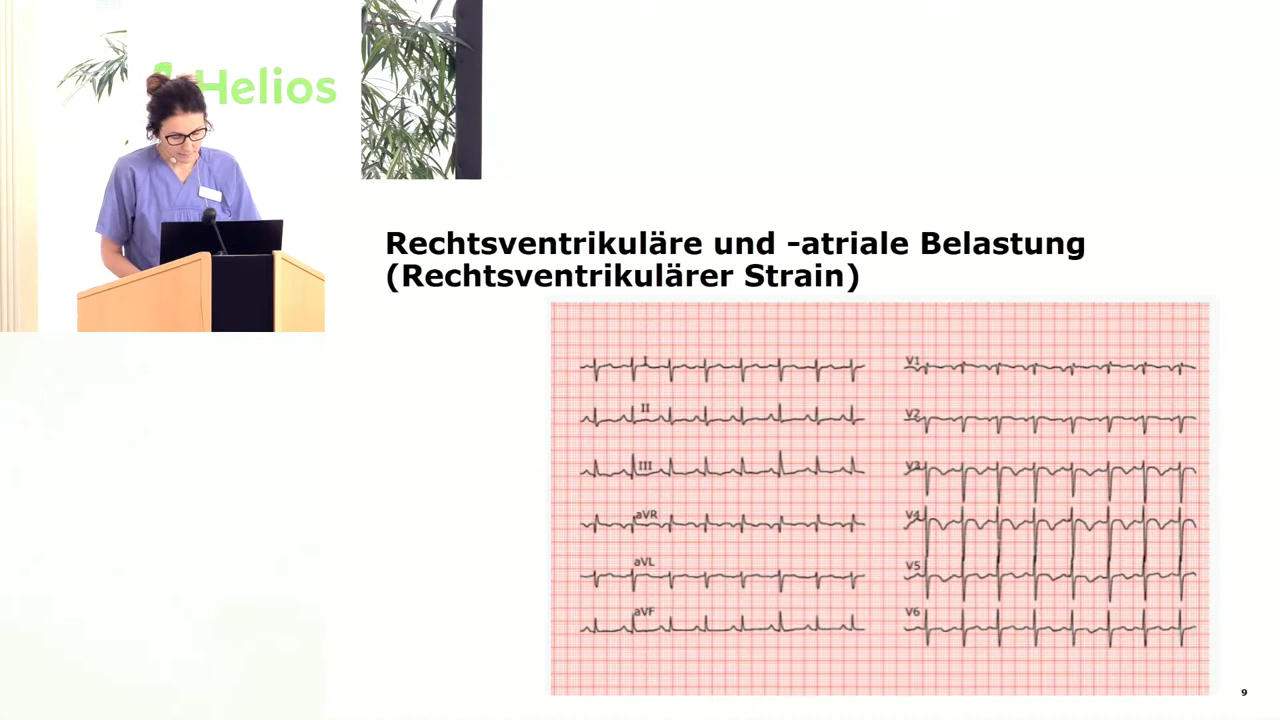 Helios
Rechtsventrikuläre und -atriale Belastung
(Rechtsventrikulärer Strain)
I
V1
II
V2
III
V3
aVR
V4
aVL
V5
aVF
V6
9